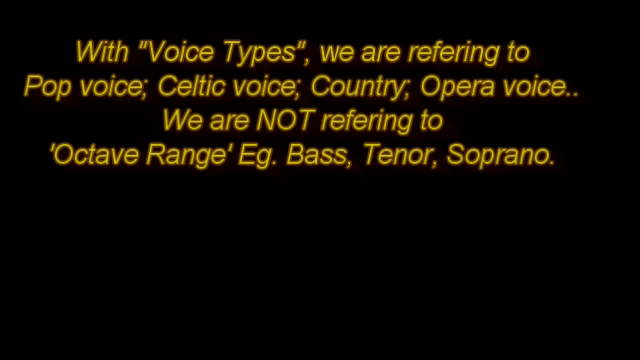 With "Voice Types", we are refering to
Pop voice; Celtic voice; Country; Opera voice..
We are NOT refering to
'Octave Range' Eg. Bass, Tenor, Soprano.